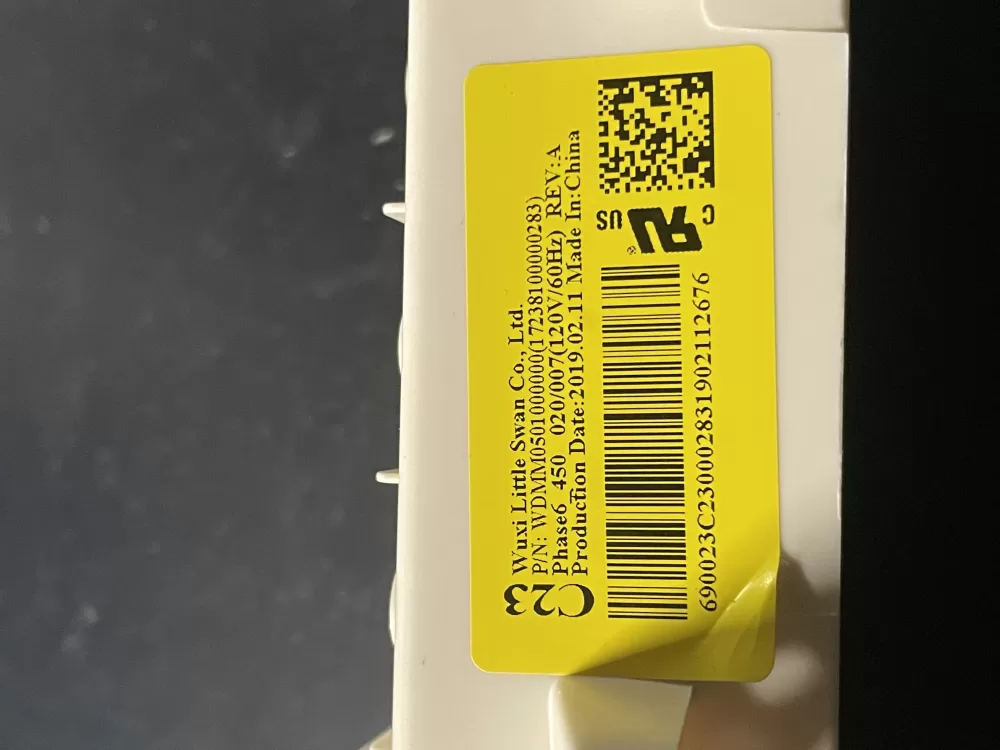 C23
Wuxi Little Swan Co., Ltd.
P/N: WDMM0501000000(17238100000283)
Phase6 450 020/007(120V/60Hz) REV:A
Production Date:2019.02.11 Made In:China
690023C230002831902112676
C RU US ®